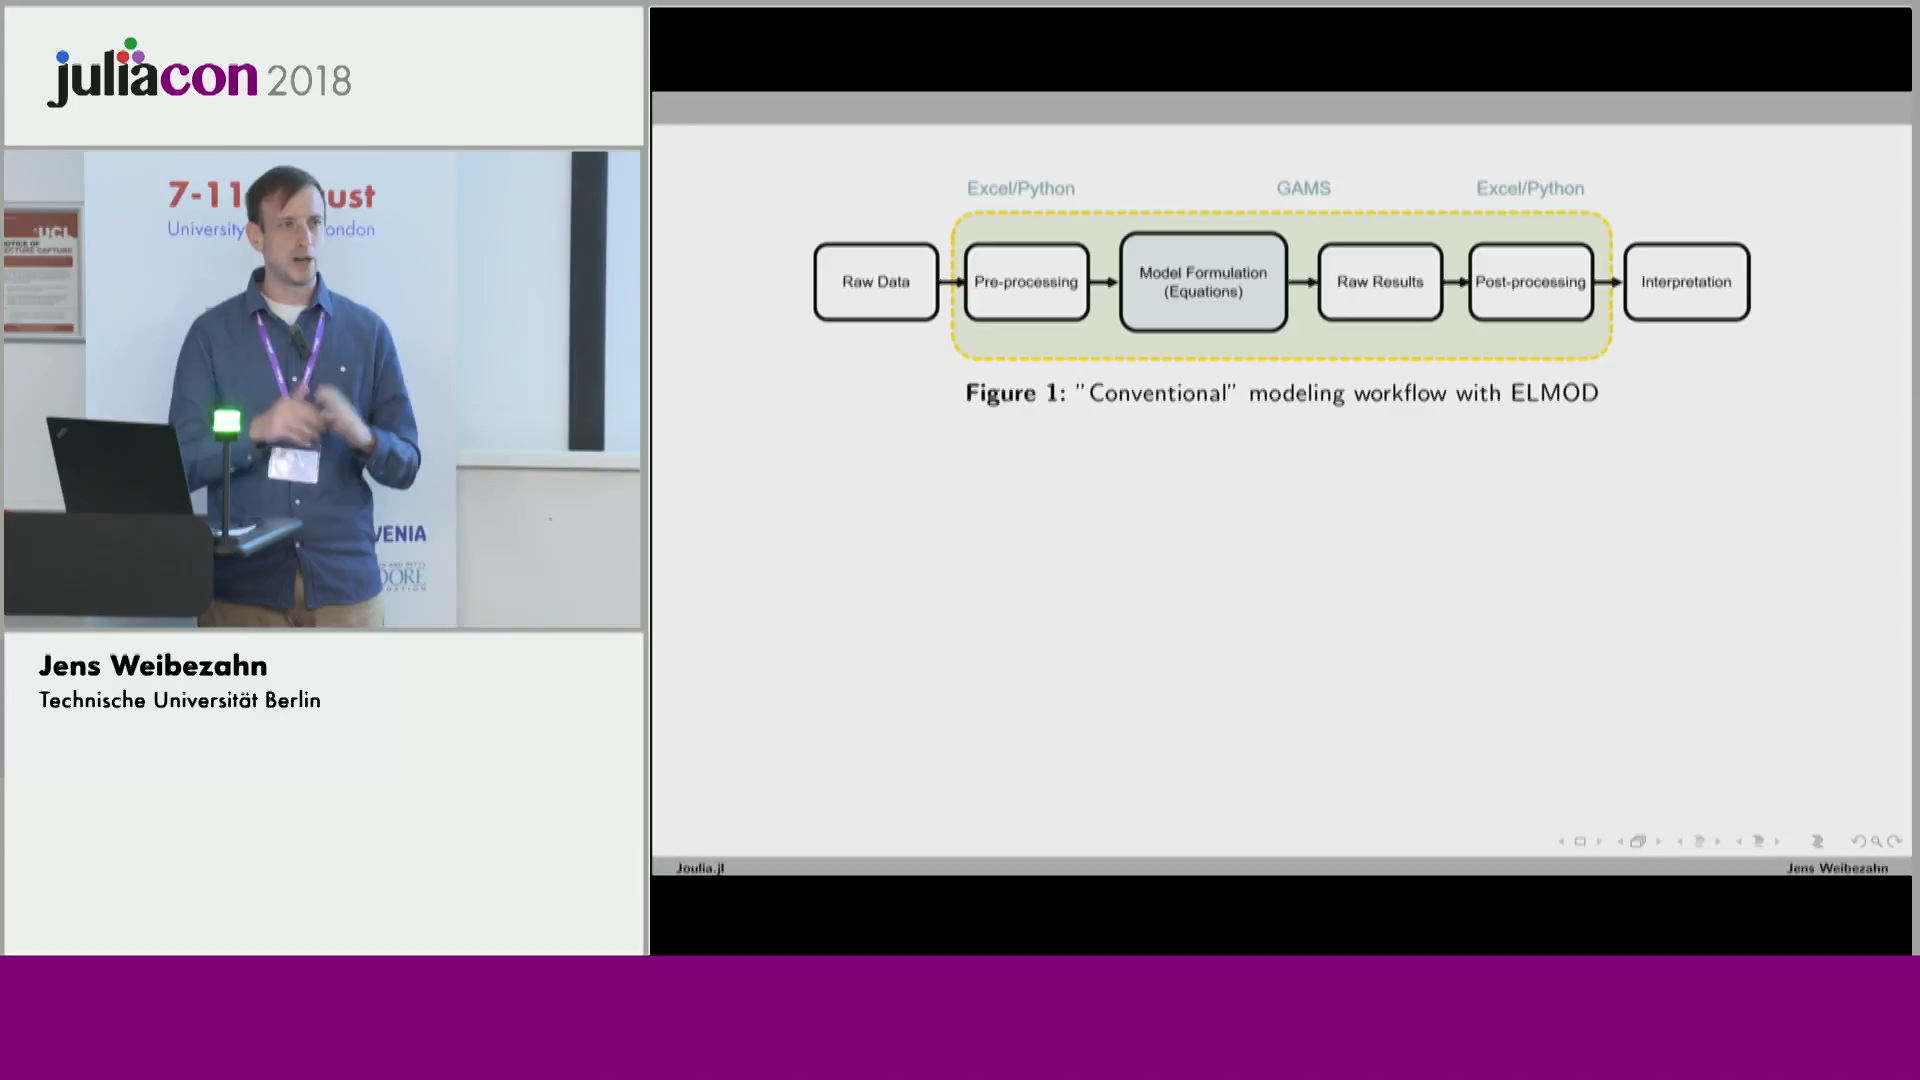 juliacon 2018
7-11 ust
University ondon
UCL
VENIA
Jens Weibezahn
Technische Universität Berlin
Excel/Python GAMS Excel/Python
Raw Data
Pre-processing
Model Formulation
(Equations)
Raw Results
Post-processing
Interpretation
Figure 1: "Conventional" modeling workflow with ELMOD
Joulia.jl
Jens Weibezahn